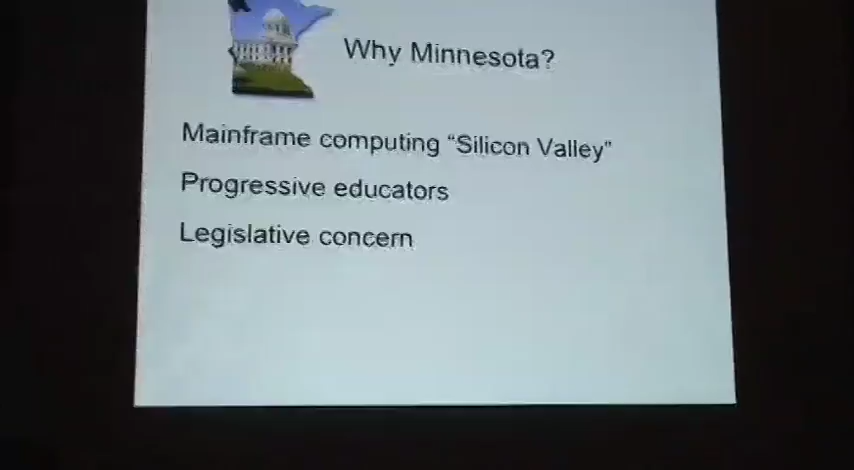 Why Minnesota?
Mainframe computing “Silicon Valley”
Progressive educators
Legislative concern